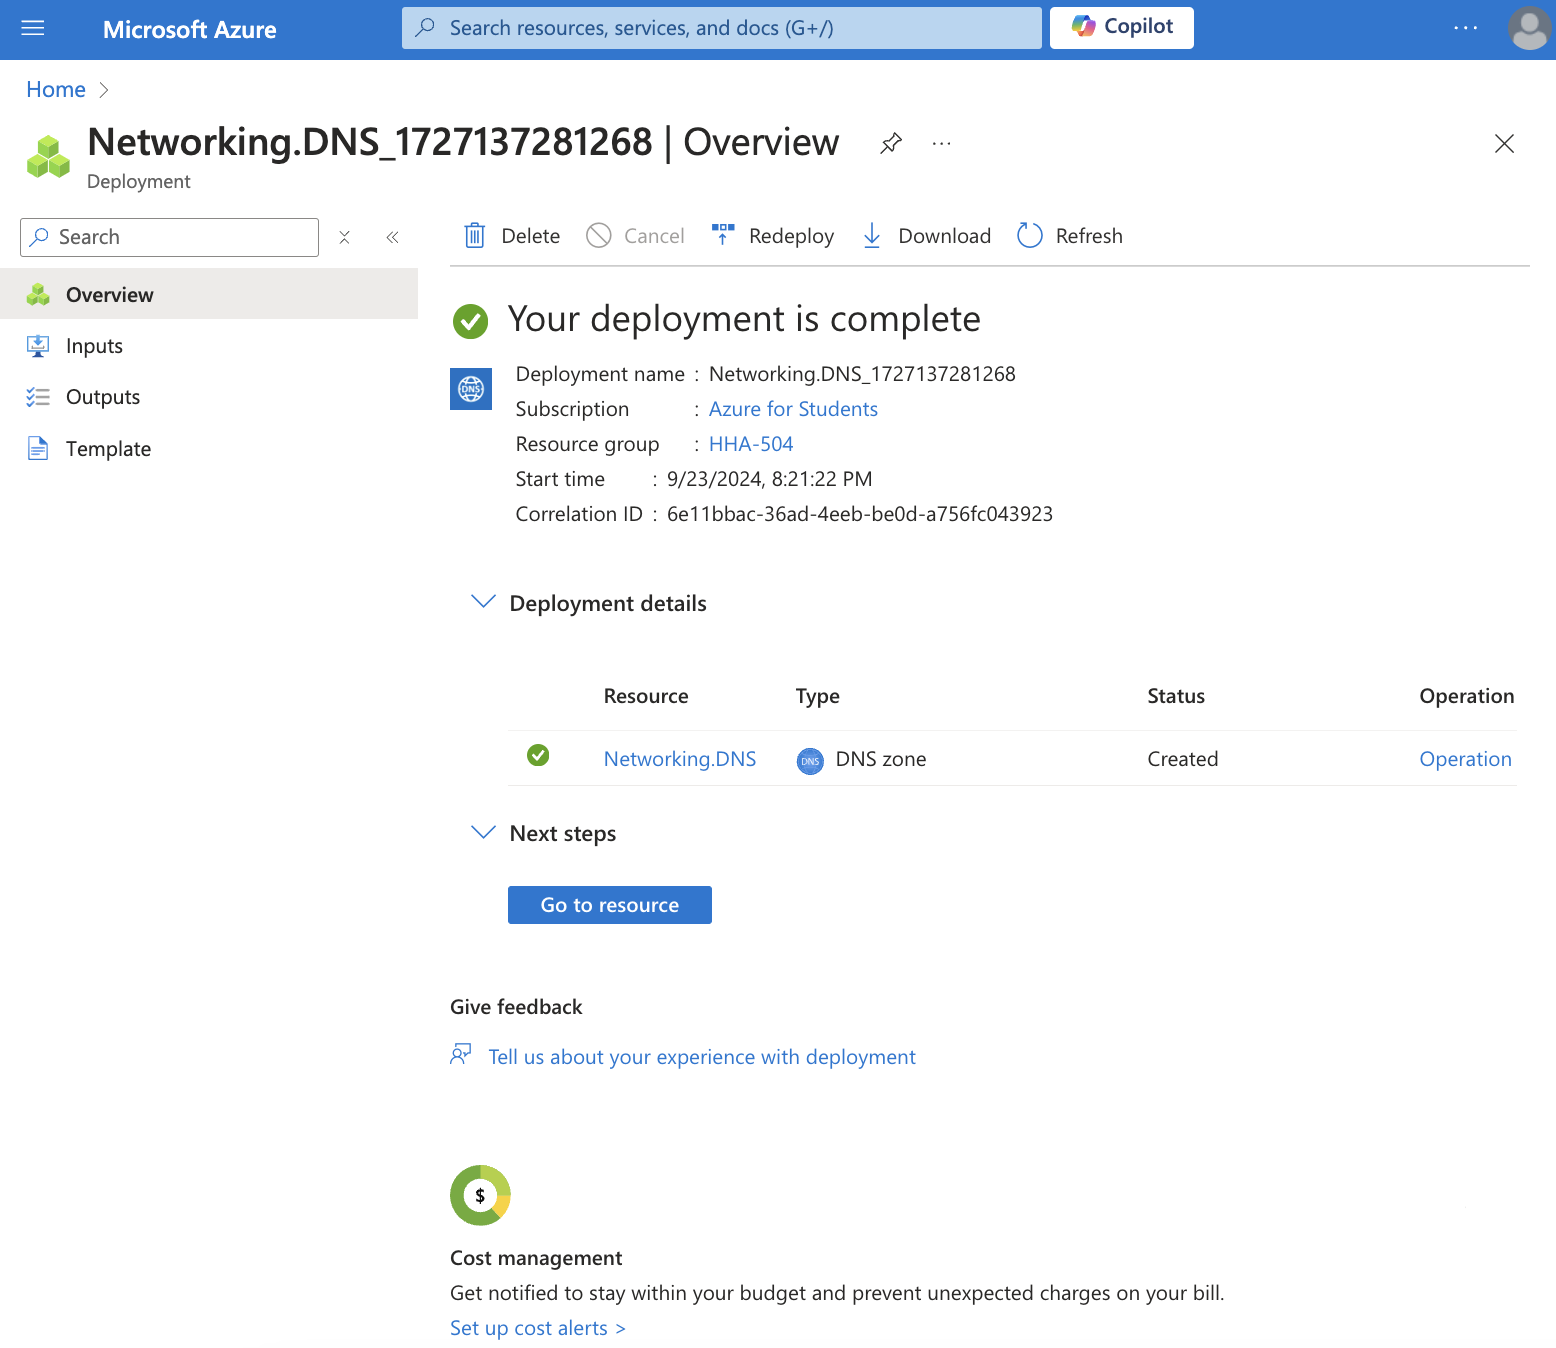 Microsoft Azure
Search resources, services, and docs (G+/)
Copilot
Home
Networking.DNS_1727137281268 | Overview
Deployment
Search
Delete
Cancel
Redeploy
Download
Refresh
Overview
Inputs
Outputs
Template
Your deployment is complete
DNS
Deployment name : Networking.DNS_1727137281268
Subscription : Azure for Students
Resource group : HHA-504
Start time : 9/23/2024, 8:21:22 PM
Correlation ID : 6e11bbac-36ad-4eeb-be0d-a756fc043923
Deployment details
Resource Type Status Operation
Networking.DNS DNS DNS zone Created Operation
Next steps
Go to resource
Give feedback
Tell us about your experience with deployment
$
Cost management
Get notified to stay within your budget and prevent unexpected charges on your bill.
Set up cost alerts >